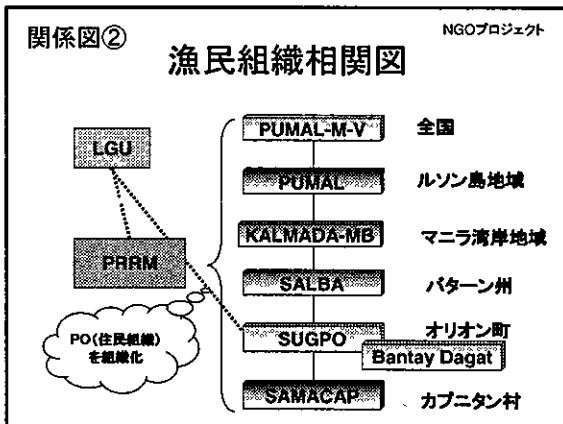 関係図②
NGOプロジェクト
漁民組織相関図
LGU
PRRM
PO(住民組織)
を組織化
PUMAL-M-V 全国
PUMAL ルソン島地域
KALMADA-MB マニラ湾岸地域
SALBA バターン州
SUGPO オリオン町
Bantay Dagat
SAMACAP カプニタン村